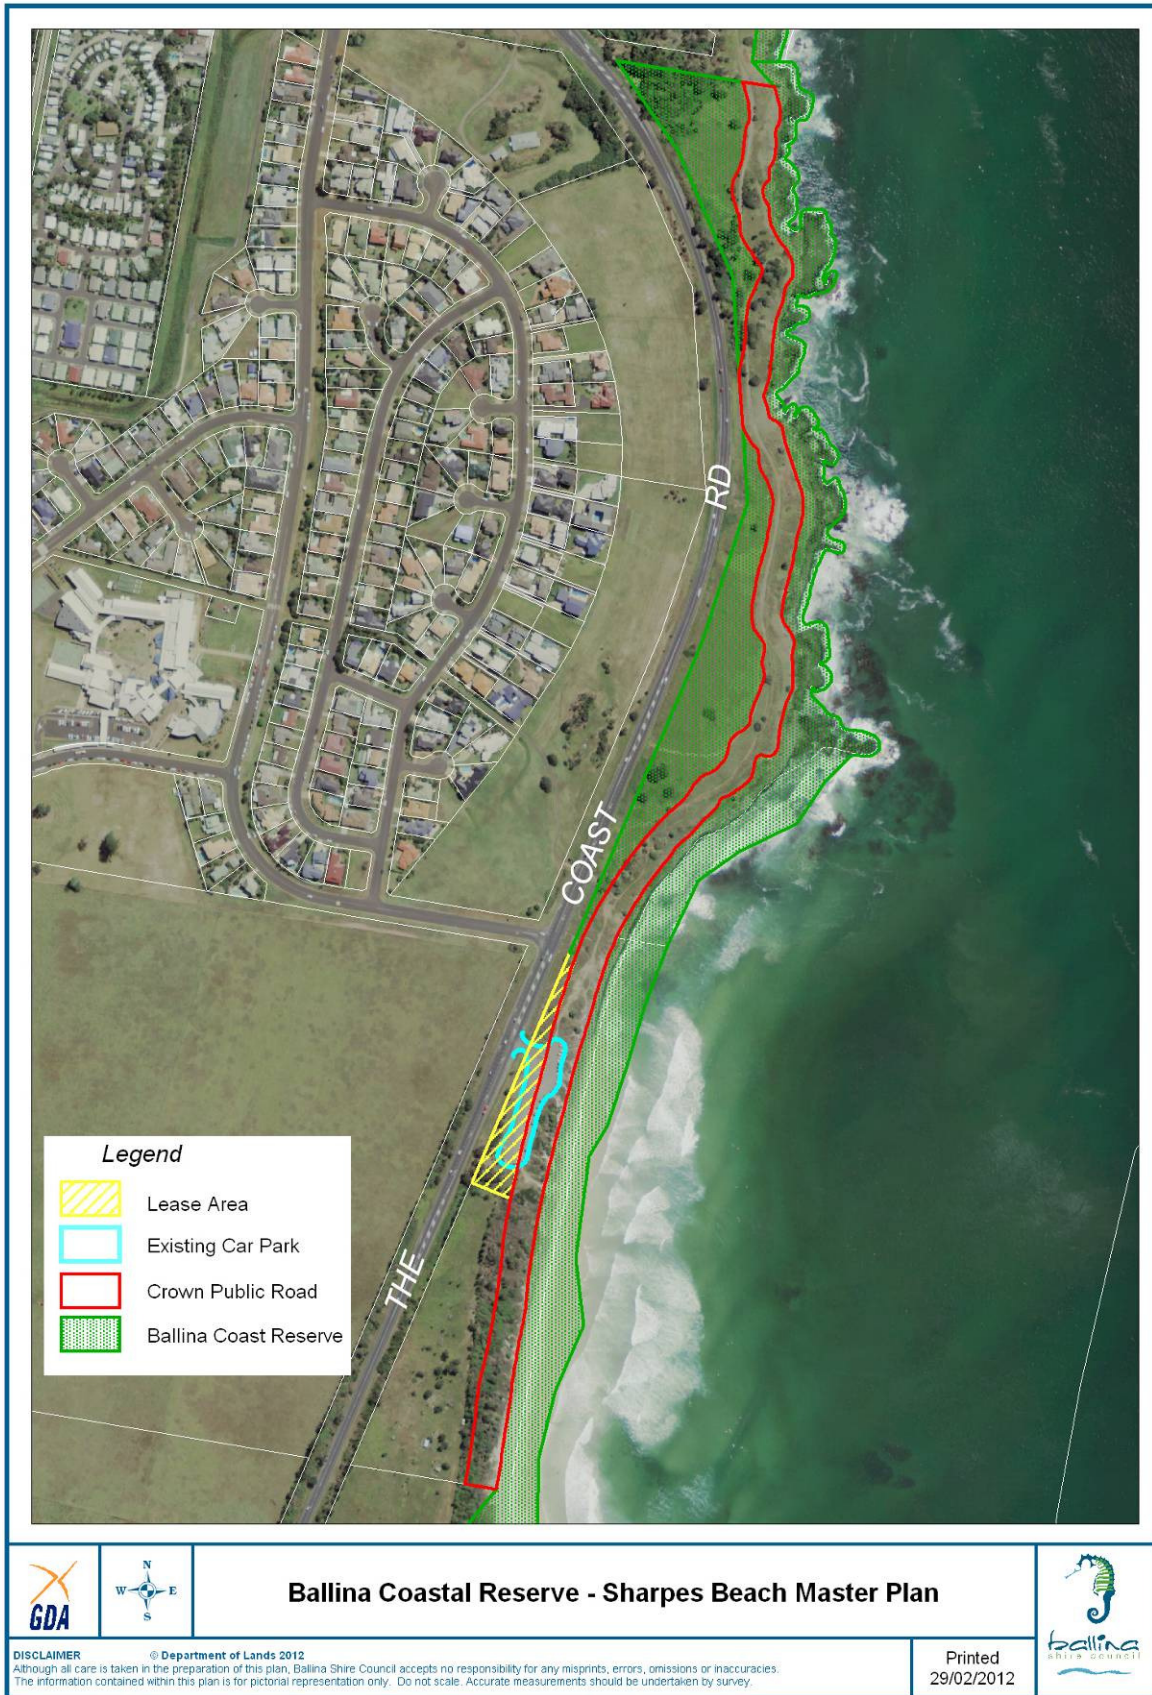 RD
COAST
THE
Legend
Lease Area
Existing Car Park
Crown Public Road
Ballina Coast Reserve
GDA
N
W E
S
Ballina Coastal Reserve - Sharpes Beach Master Plan
ballina
shire council
DISCLAIMER © Department of Lands 2012
Although all care is taken in the preparation of this plan, Ballina Shire Council accepts no responsibility for any misprints, errors, omissions or inaccuracies.
The information contained within this plan is for pictorial representation only. Do not scale. Accurate measurements should be undertaken by survey.
Printed
29/02/2012